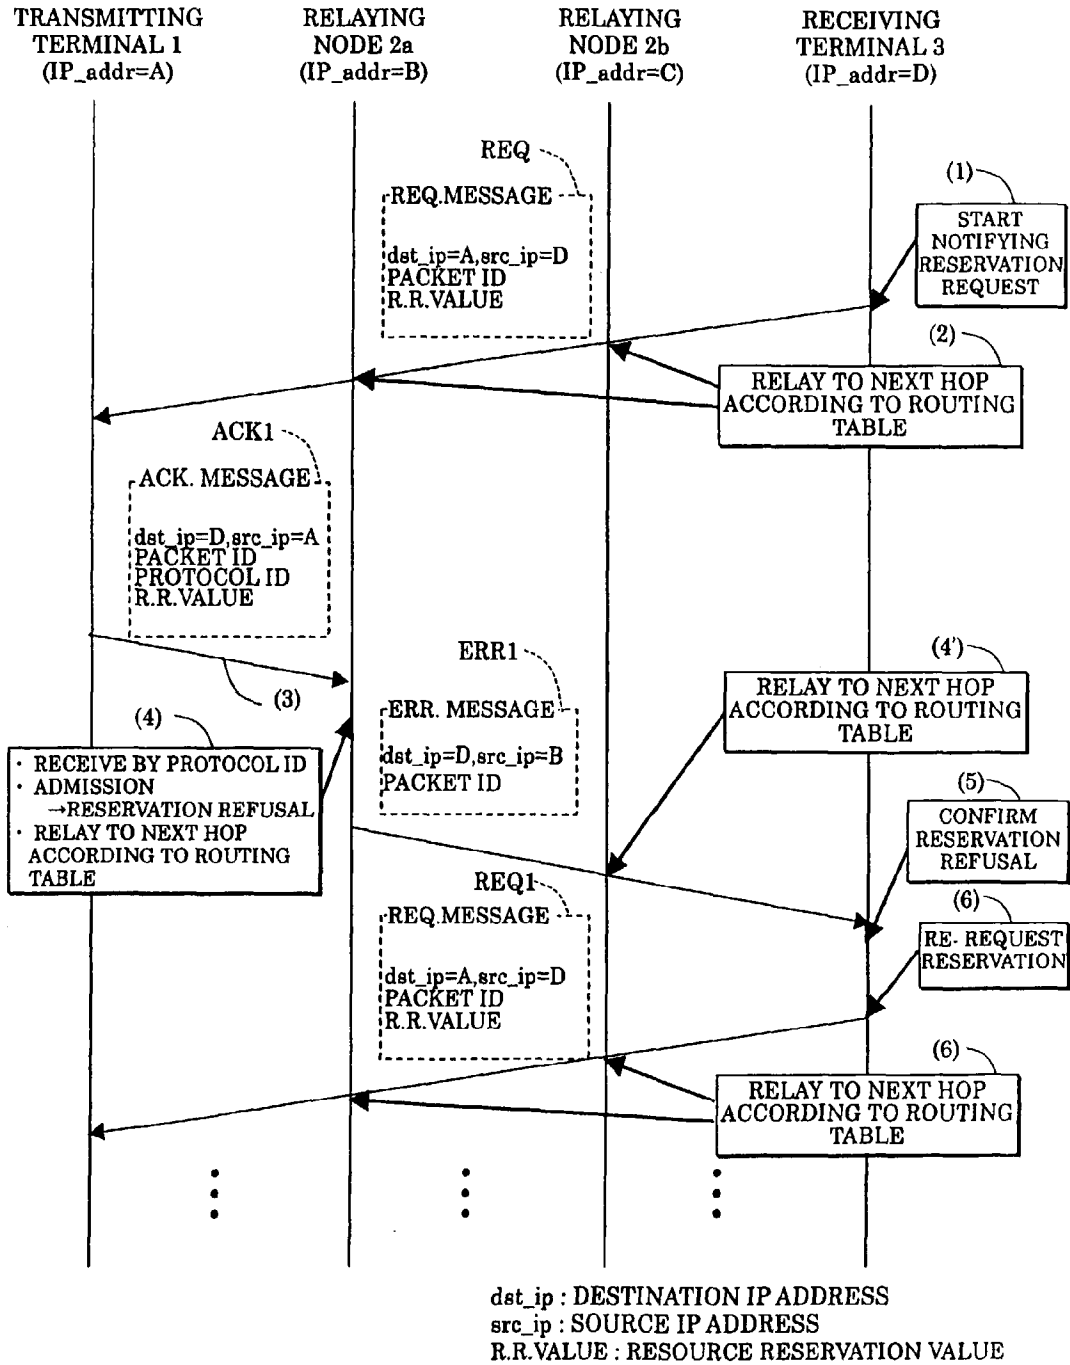 TRANSMITTING
TERMINAL 1
(IP_addr=A)
RELAYING
NODE 2a
(IP_addr=B)
RELAYING
NODE 2b
(IP_addr=C)
RECEIVING
TERMINAL 3
(IP_addr=D)
REQ
REQ.MESSAGE
dst_ip=A,src_ip=D
PACKET ID
R.R.VALUE
(1)
START
NOTIFYING
RESERVATION
REQUEST
(2)
RELAY TO NEXT HOP
ACCORDING TO ROUTING
TABLE
ACK1
ACK. MESSAGE
dst_ip=D,src_ip=A
PACKET ID
PROTOCOL ID
R.R.VALUE
(3)
ERR1
ERR. MESSAGE
dst_ip=D,src_ip=B
PACKET ID
(4')
RELAY TO NEXT HOP
ACCORDING TO ROUTING
TABLE
(4)
· RECEIVE BY PROTOCOL ID
· ADMISSION
→RESERVATION REFUSAL
· RELAY TO NEXT HOP
ACCORDING TO ROUTING
TABLE
(5)
CONFIRM
RESERVATION
REFUSAL
REQ1
REQ.MESSAGE
dst_ip=A,src_ip=D
PACKET ID
R.R.VALUE
(6)
RE- REQUEST
RESERVATION
(6)
RELAY TO NEXT HOP
ACCORDING TO ROUTING
TABLE
dst_ip : DESTINATION IP ADDRESS
src_ip : SOURCE IP ADDRESS
R.R.VALUE : RESOURCE RESERVATION VALUE